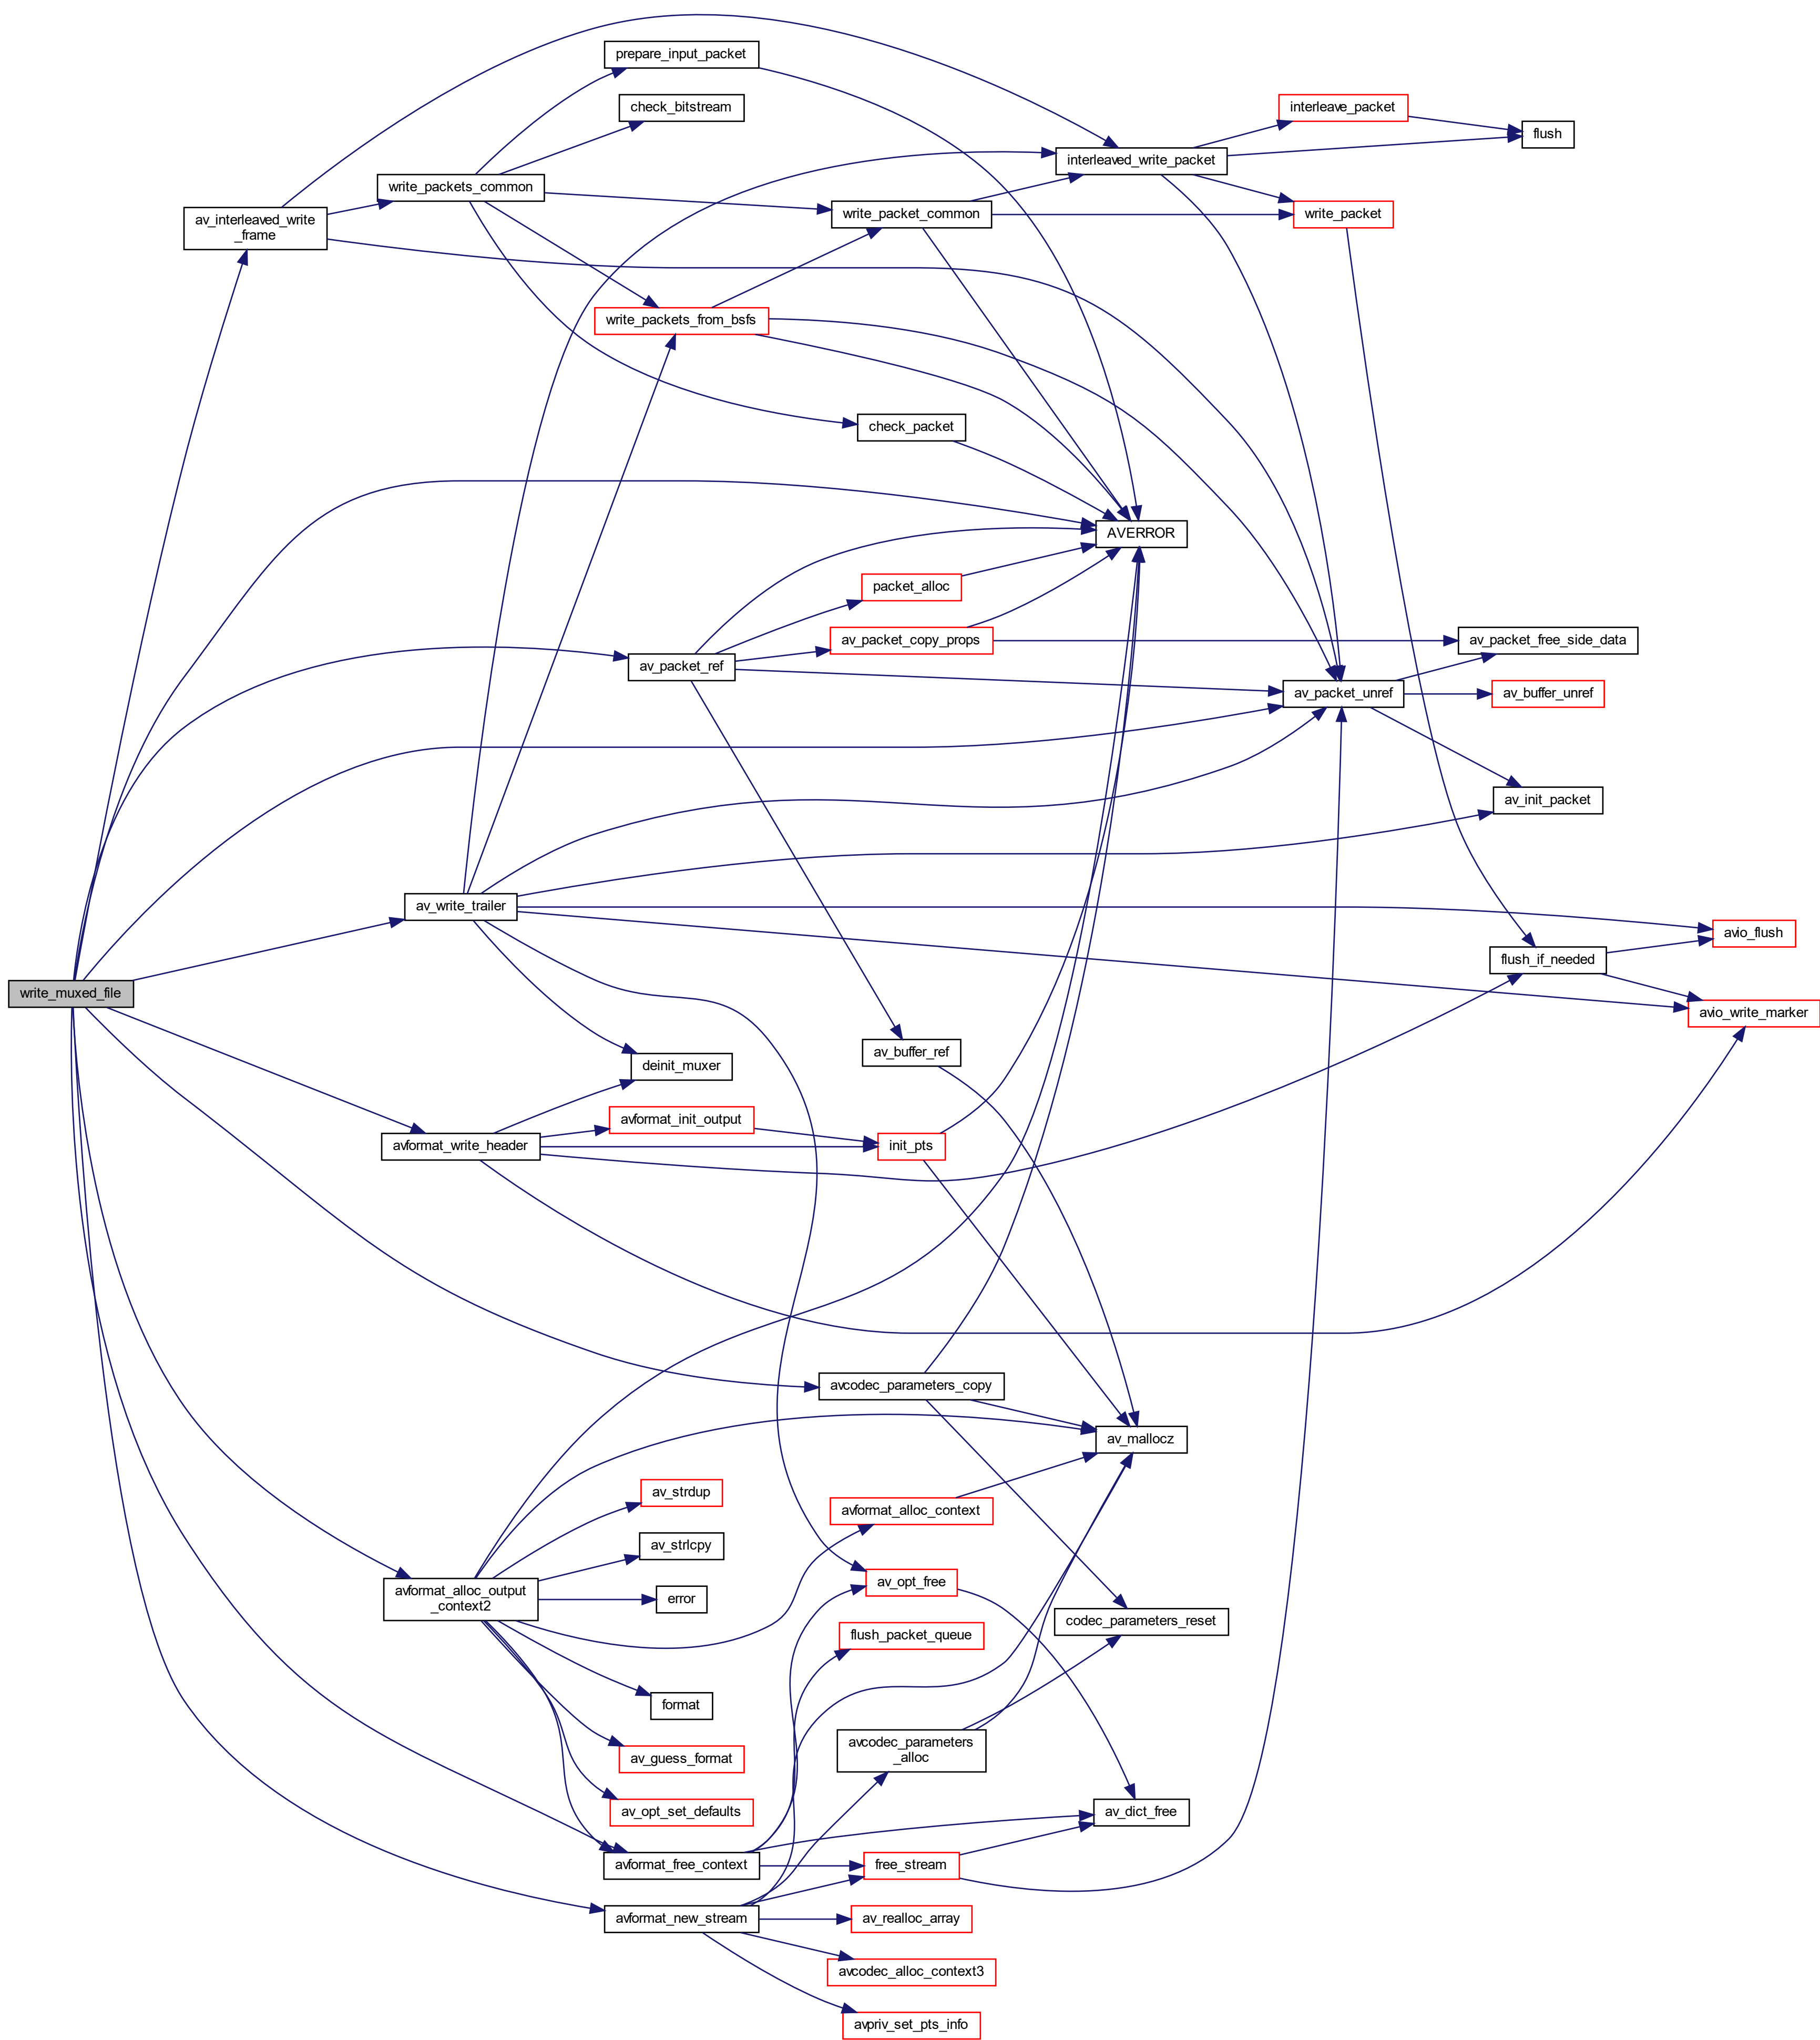 prepare_input_packet
check_bitstream
interleave_packet
flush
interleaved_write_packet
write_packets_common
av_interleaved_write
_frame
write_packet_common
write_packet
write_packets_from_bsfs
check_packet
AVERROR
packet_alloc
av_packet_copy_props
av_packet_free_side_data
av_packet_ref
av_packet_unref
av_buffer_unref
av_init_packet
av_write_trailer
avio_flush
flush_if_needed
write_muxed_file
avio_write_marker
av_buffer_ref
deinit_muxer
avformat_init_output
avformat_write_header
init_pts
avcodec_parameters_copy
av_mallocz
av_strdup
avformat_alloc_context
av_strlcpy
av_opt_free
avformat_alloc_output
_context2
error
codec_parameters_reset
flush_packet_queue
format
avcodec_parameters
_alloc
av_guess_format
av_opt_set_defaults
av_dict_free
avformat_free_context
free_stream
avformat_new_stream
av_realloc_array
avcodec_alloc_context3
avpriv_set_pts_info